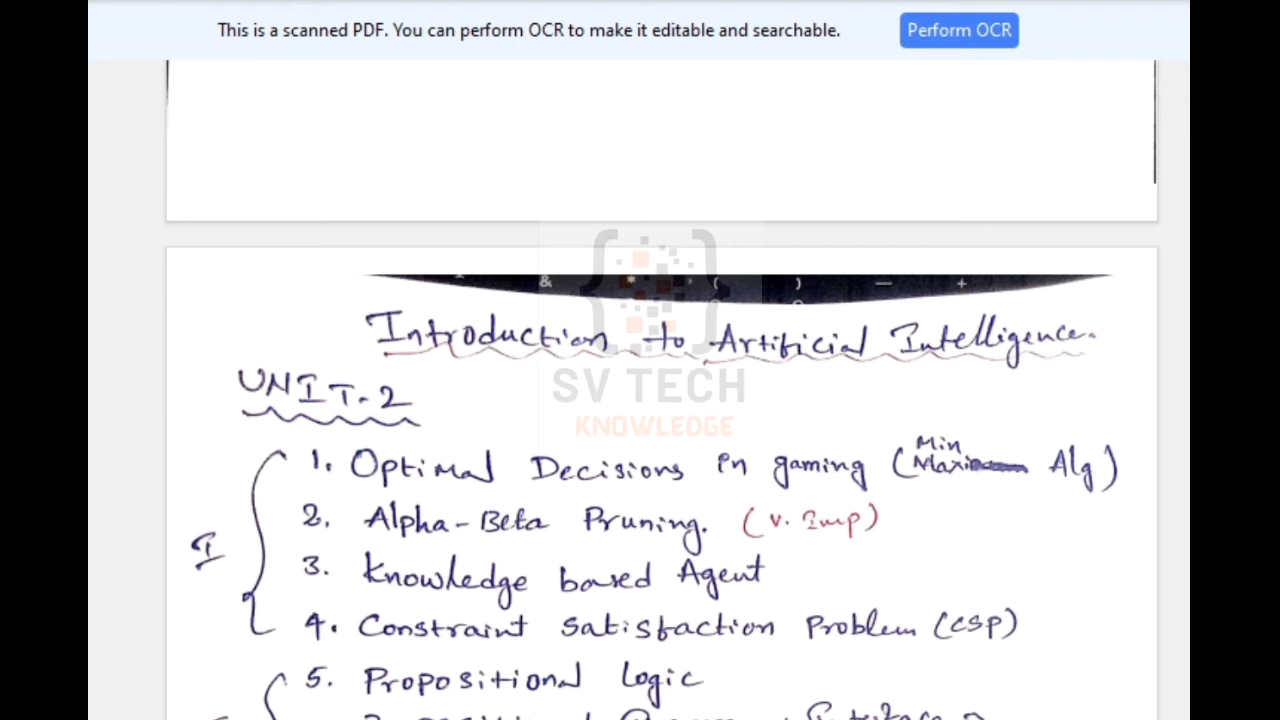 This is a scanned PDF. You can perform OCR to make it editable and searchable. Perform OCR
& * ( ) — +
Introduction to Artificial Intelligence.
SV TECH
KNOWLEDGE
UNIT-2
I
1. Optimal Decisions in gaming (Min Max Alg)
2. Alpha-Beta Pruning. (v. Imp)
3. Knowledge based Agent
4. Constraint Satisfaction Problem (CSP)
5. Propositional Logic